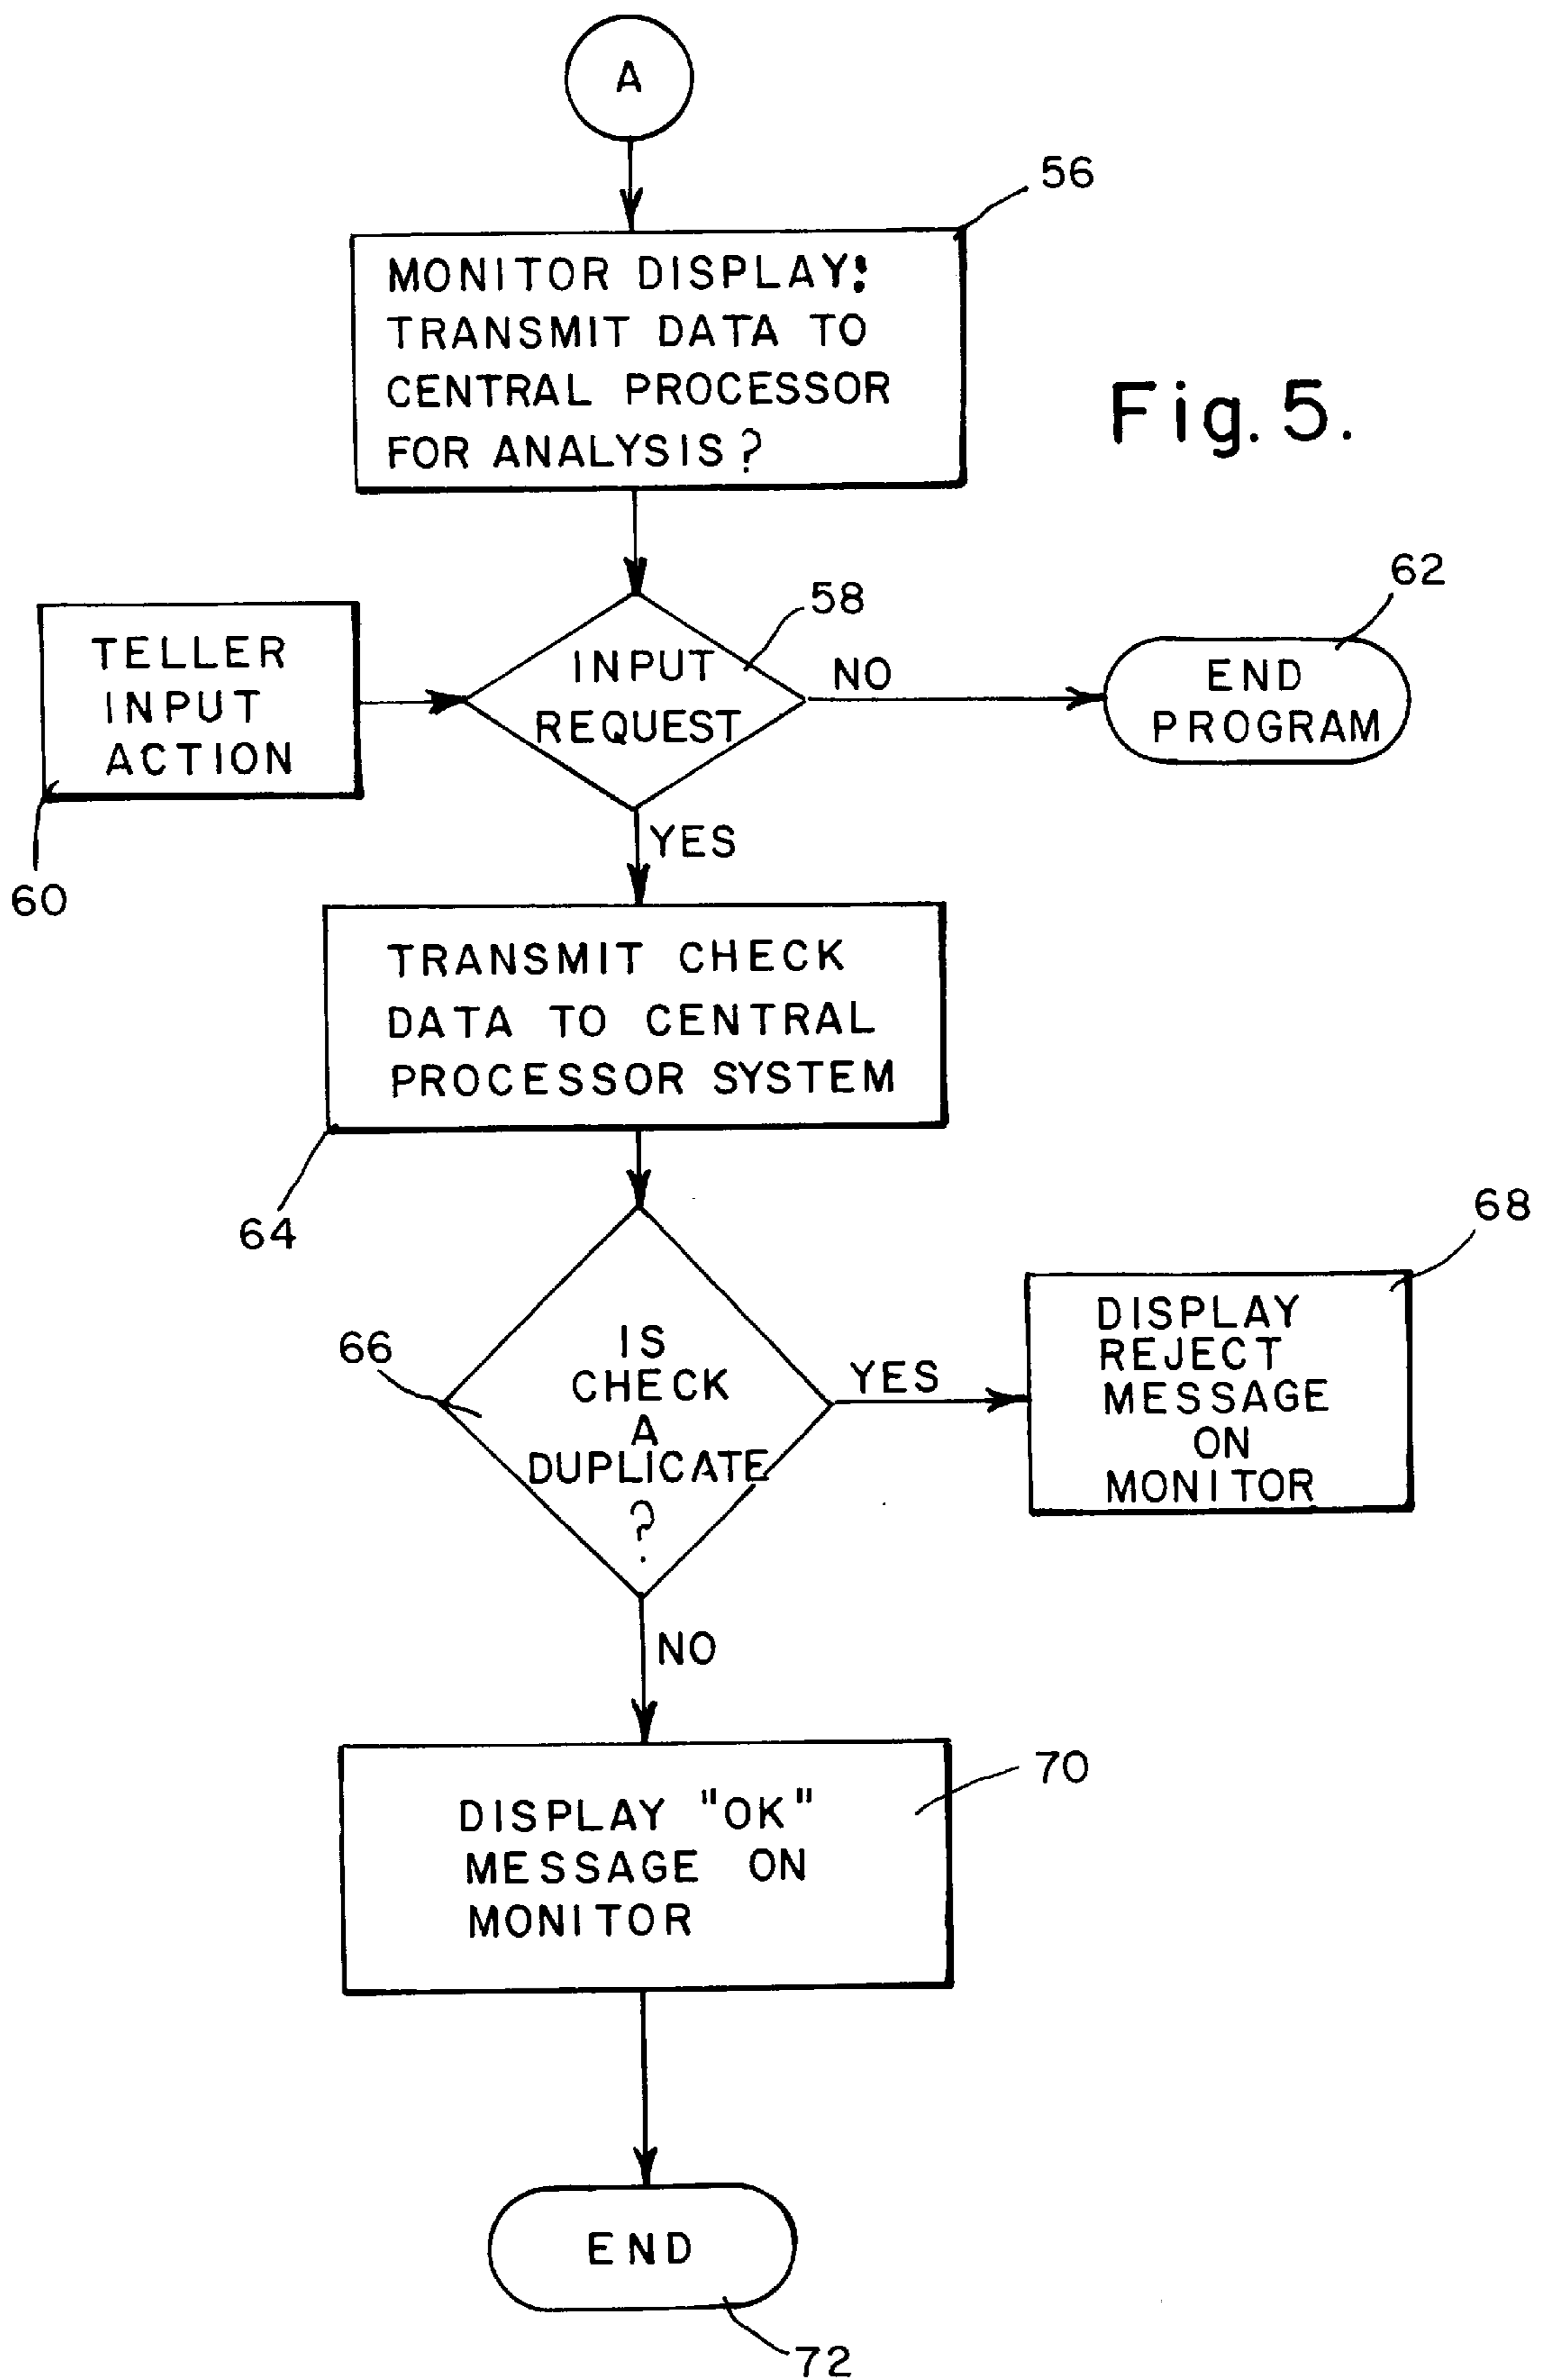 A
56
MONITOR DISPLAY:
TRANSMIT DATA TO
CENTRAL PROCESSOR
FOR ANALYSIS?
Fig. 5.
58
62
TELLER
INPUT
ACTION
60
INPUT
REQUEST
NO
END
PROGRAM
YES
TRANSMIT CHECK
DATA TO CENTRAL
PROCESSOR SYSTEM
64
66
IS
CHECK
A
DUPLICATE
?
YES
68
DISPLAY
REJECT
MESSAGE
ON
MONITOR
NO
70
DISPLAY "OK"
MESSAGE ON
MONITOR
END
72